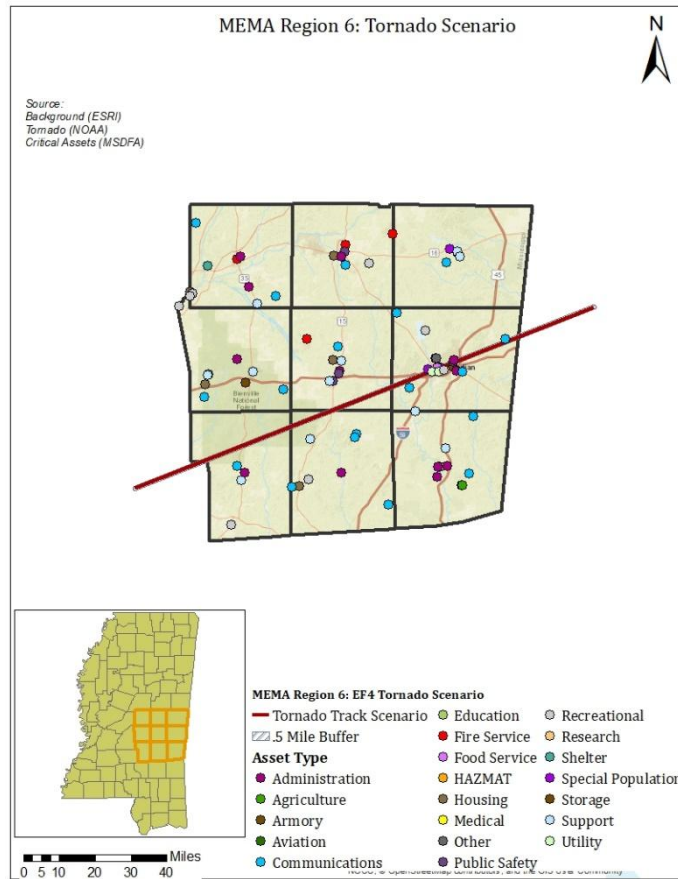 MEMA Region 6: Tornado Scenario
N
Source:
Background (ESRI)
Tornado (NOAA)
Critical Assets (MSDFA)
16
35
45
15
Bienville
National
Forest
MEMA Region 6: EF4 Tornado Scenario
Tornado Track Scenario
.5 Mile Buffer
Asset Type
Administration
Agriculture
Armory
Aviation
Communications
Education
Fire Service
Food Service
HAZMAT
Housing
Medical
Other
Public Safety
Recreational
Research
Shelter
Special Population
Storage
Support
Utility
Miles
0 5 10 20 30 40